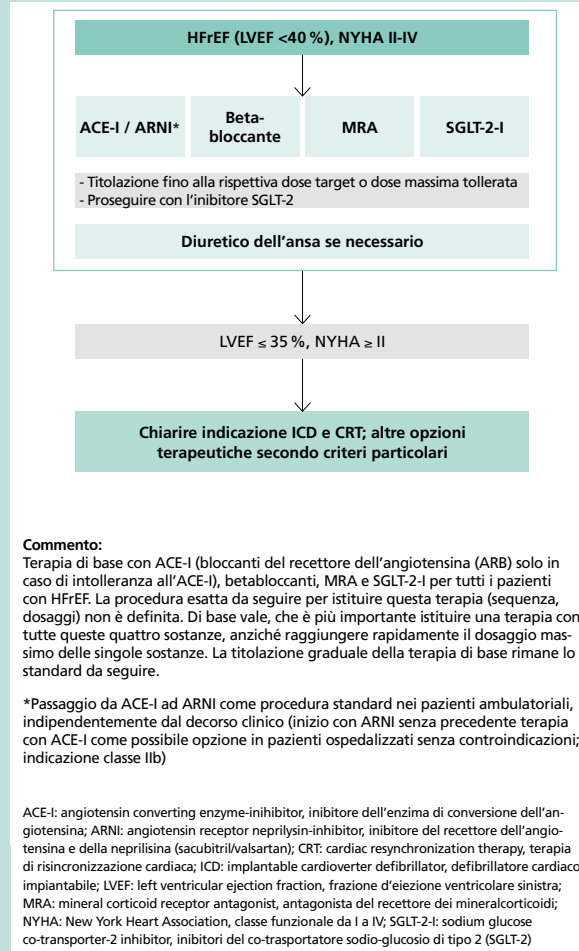 HFrEF (LVEF <40 %), NYHA II-IV
ACE-I / ARNI*
Beta-
bloccante
MRA
SGLT-2-I
- Titolazione fino alla rispettiva dose target o dose massima tollerata
- Proseguire con l'inibitore SGLT-2
Diuretico dell'ansa se necessario
LVEF ≤ 35 %, NYHA ≥ II
Chiarire indicazione ICD e CRT; altre opzioni
terapeutiche secondo criteri particolari
Commento:
Terapia di base con ACE-I (bloccanti del recettore dell'angiotensina (ARB) solo in
caso di intolleranza all'ACE-I), betabloccanti, MRA e SGLT-2-I per tutti i pazienti
con HFrEF. La procedura esatta da seguire per istituire questa terapia (sequenza,
dosaggi) non è definita. Di base vale, che è più importante istituire una terapia con
tutte queste quattro sostanze, anziché raggiungere rapidamente il dosaggio mas-
simo delle singole sostanze. La titolazione graduale della terapia di base rimane lo
standard da seguire.
*Passaggio da ACE-I ad ARNI come procedura standard nei pazienti ambulatoriali,
indipendentemente dal decorso clinico (inizio con ARNI senza precedente terapia
con ACE-I come possibile opzione in pazienti ospedalizzati senza controindicazioni;
indicazione classe IIb)
ACE-I: angiotensin converting enzyme-inihibitor, inibitore dell'enzima di conversione dell'an-
giotensina; ARNI: angiotensin receptor neprilysin-inhibitor, inibitore del recettore dell'angio-
tensina e della neprilisina (sacubitril/valsartan); CRT: cardiac resynchronization therapy, terapia
di risincronizzazione cardiaca; ICD: implantable cardioverter defibrillator, defibrillatore cardiaco
impiantabile; LVEF: left ventricular ejection fraction, frazione d'eiezione ventricolare sinistra;
MRA: mineral corticoid receptor antagonist, antagonista del recettore dei mineralcorticoidi;
NYHA: New York Heart Association, classe funzionale da I a IV; SGLT-2-I: sodium glucose
co-transporter-2 inhibitor, inibitori del co-trasportatore sodio-glucosio di tipo 2 (SGLT-2)